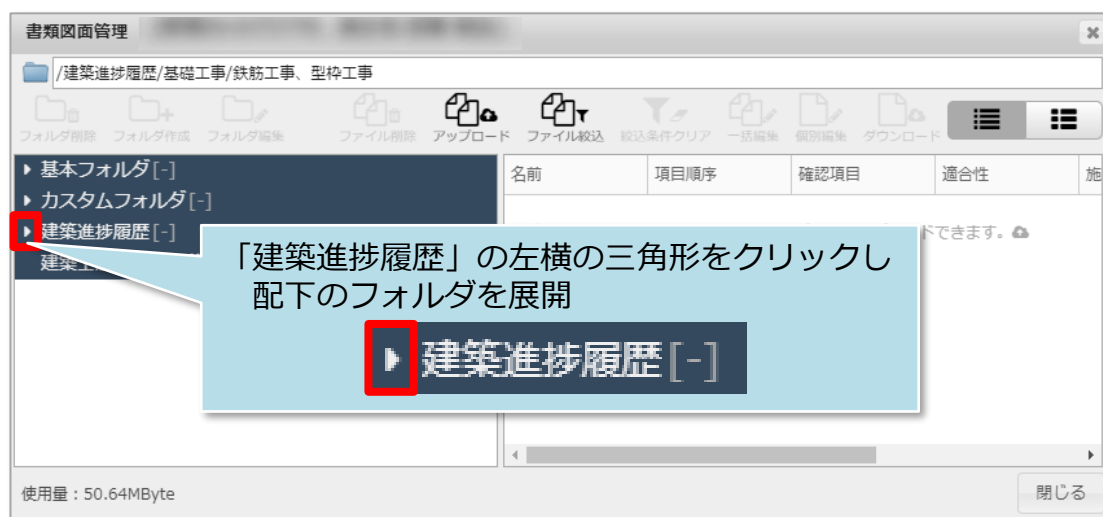 書類図面管理
/建築進捗履歴/基礎工事/鉄筋工事、型枠工事
フォルダ削除 フォルダ作成 フォルダ編集 ファイル削除 アップロード ファイル絞込 絞込条件クリア 一括編集 個別編集 ダウンロード
基本フォルダ[-]
カスタムフォルダ[-]
建築進捗履歴[-]
名前 項目順序 確認項目 適合性 施
ドできます。
「建築進捗履歴」の左横の三角形をクリックし
配下のフォルダを展開
建築進捗履歴[-]
使用量：50.64MByte
閉じる